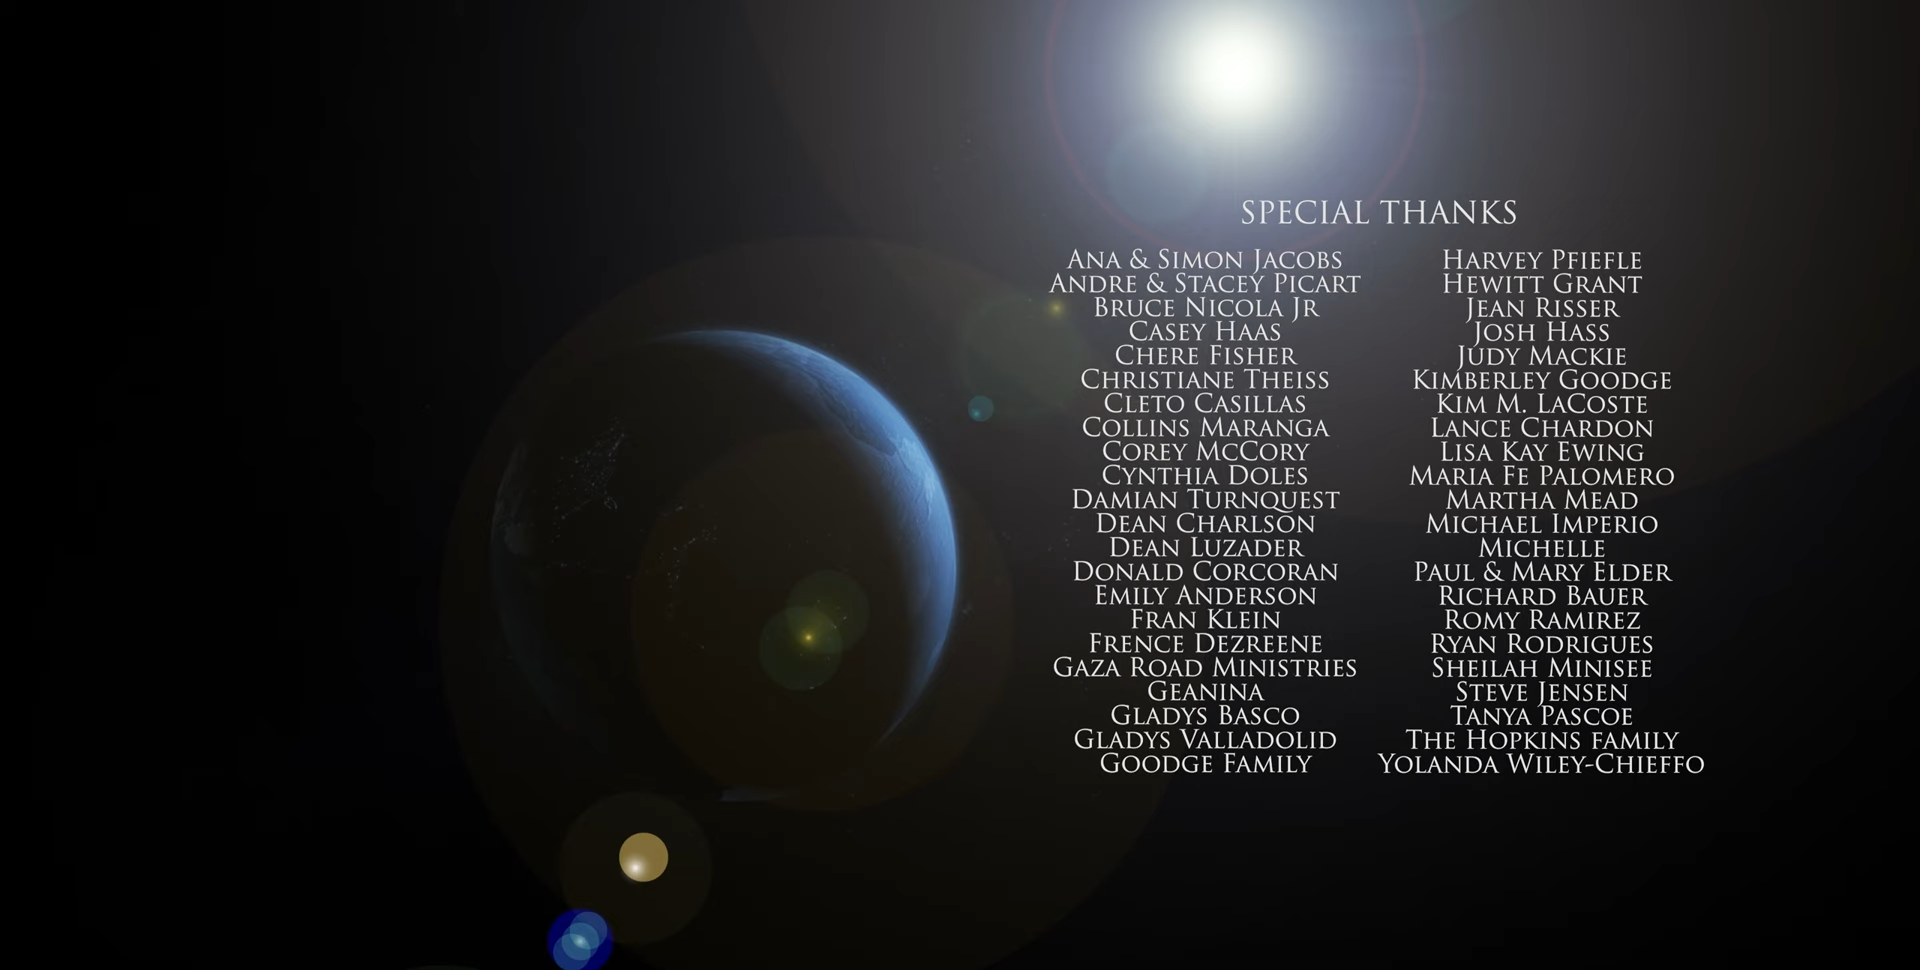 SPECIAL THANKS
ANA & SIMON JACOBS
ANDRE & STACEY PICART
BRUCE NICOLA JR
CASEY HAAS
CHERE FISHER
CHRISTIANE THEISS
CLETO CASILLAS
COLLINS MARANGA
COREY MCCORY
CYNTHIA DOLES
DAMIAN TURNQUEST
DEAN CHARLSON
DEAN LUZADER
DONALD CORCORAN
EMILY ANDERSON
FRAN KLEIN
FRENCE DEZREENE
GAZA ROAD MINISTRIES
GEANINA
GLADYS BASCO
GLADYS VALLADOLID
GOODGE FAMILY
HARVEY PFIEFLE
HEWITT GRANT
JEAN RISSER
JOSH HASS
JUDY MACKIE
KIMBERLEY GOODGE
KIM M. LACOSTE
LANCE CHARDON
LISA KAY EWING
MARIA FE PALOMERO
MARTHA MEAD
MICHAEL IMPERIO
MICHELLE
PAUL & MARY ELDER
RICHARD BAUER
ROMY RAMIREZ
RYAN RODRIGUES
SHEILAH MINISEE
STEVE JENSEN
TANYA PASCOE
THE HOPKINS FAMILY
YOLANDA WILEY-CHIEFFO